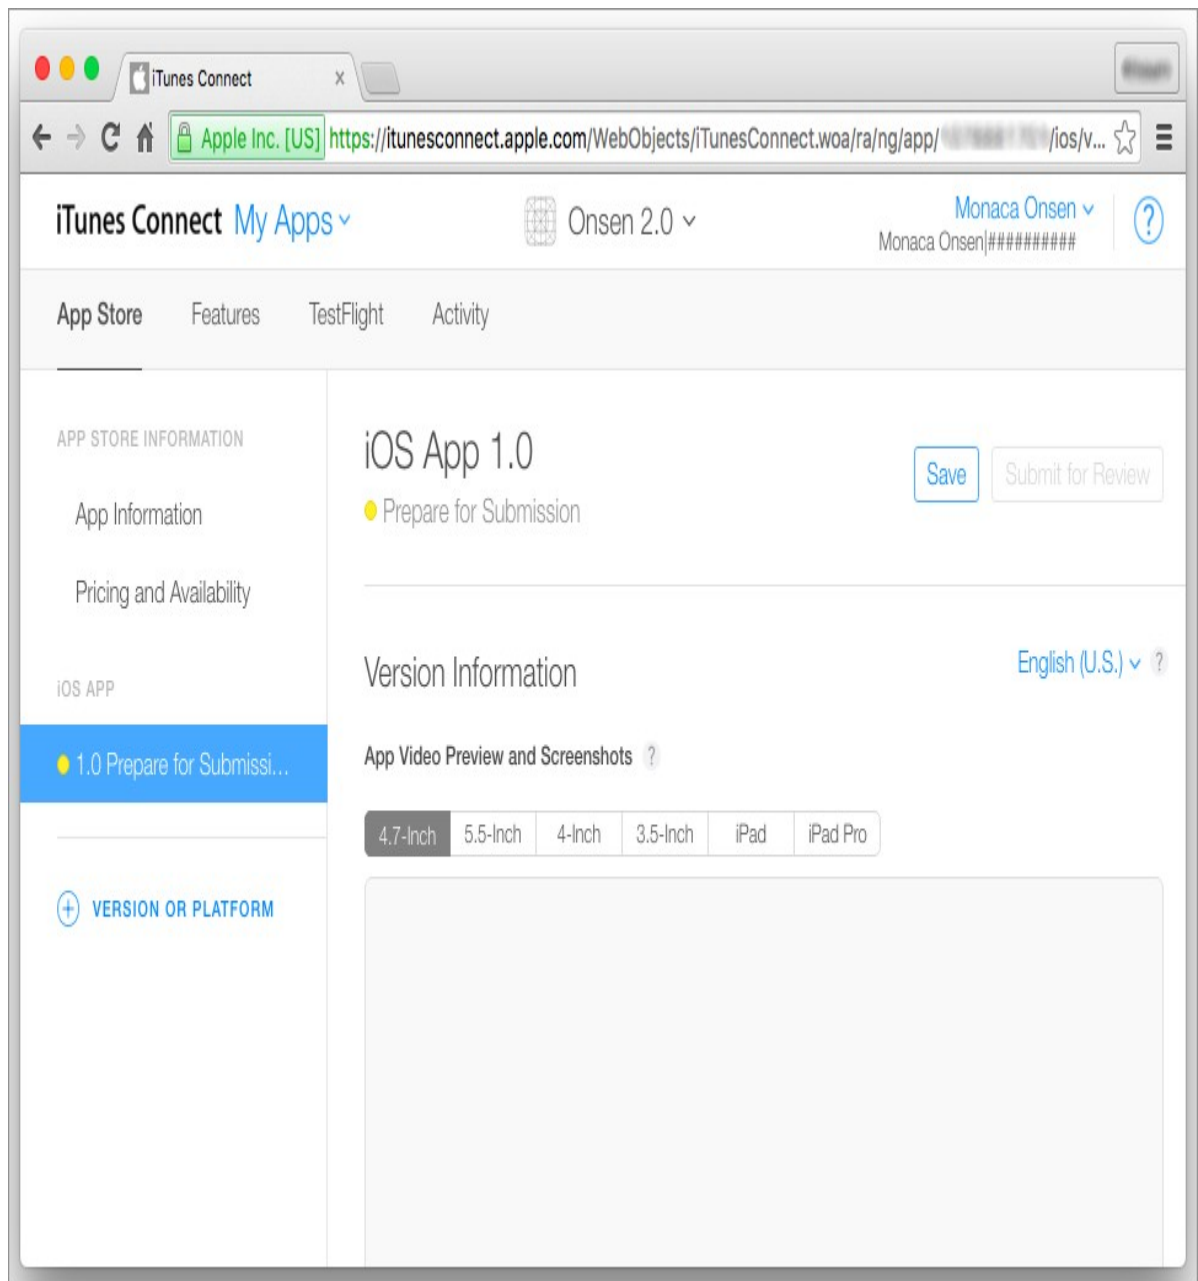 iTunes Connect
Apple Inc. [US] https://itunesconnect.apple.com/WebObjects/iTunesConnect.woa/ra/ng/app/ /ios/v...
iTunes Connect My Apps Onsen 2.0 Monaca Onsen ?
Monaca Onsen|##########
App Store Features TestFlight Activity
APP STORE INFORMATION
App Information
Pricing and Availability
iOS APP
1.0 Prepare for Submissi...
+ VERSION OR PLATFORM
iOS App 1.0
Save Submit for Review
Prepare for Submission
Version Information English (U.S.) ?
App Video Preview and Screenshots ?
4.7-Inch 5.5-Inch 4-Inch 3.5-Inch iPad iPad Pro